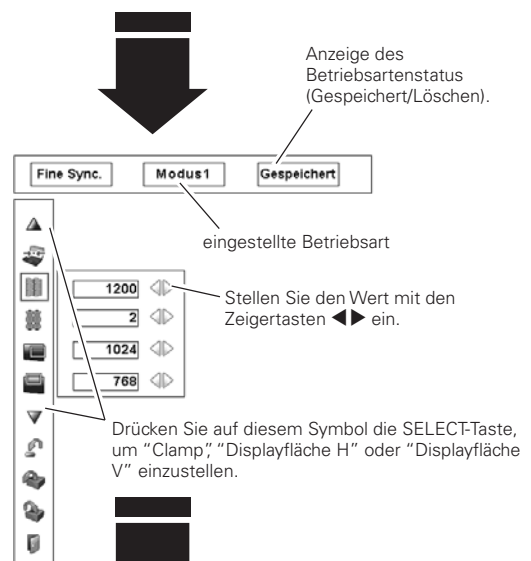 Anzeige des
Betriebsartenstatus
(Gespeichert/Löschen).
Fine Sync.
Modus1
Gespeichert
eingestellte Betriebsart
1200
2
1024
768
Stellen Sie den Wert mit den
Zeigertasten ◀▶ ein.
Drücken Sie auf diesem Symbol die SELECT-Taste,
um “Clamp”, “Displayfläche H” oder “Displayfläche
V” einzustellen.